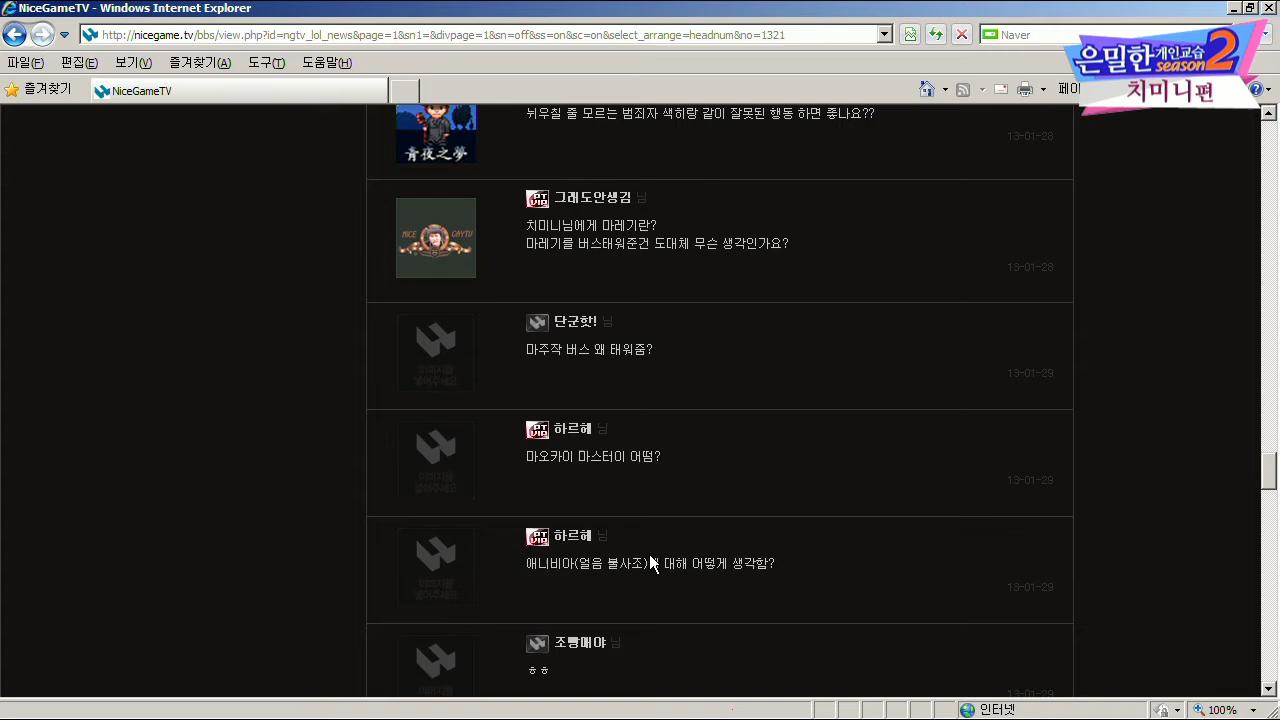 NiceGameTV - Windows Internet Explorer
http://nicegame.tv/bbs/view.php?id=ngtv_lol_news&page=1&sn1=&divpage=1&sn=off&ss=on&sc=on&select_arrange=headnum&no=1321
Naver
파일(F) 편집(E) 보기(V) 즐겨찾기(A) 도구(T) 도움말(H)
은밀한 개인교습 season 2
치미니편
즐겨찾기 NiceGameTV
뉘우칠 줄 모르는 범죄자 색히랑 같이 잘못된 행동 하면 좋나요??
13-01-28
靑夜之夢
그래도안생김 님
치미니님에게 마레기란?
마레기를 버스태워준건 도대체 무슨 생각인가요?
13-01-28
단군핫! 님
마주작 버스 왜 태워줌?
13-01-29
하르헤 님
마오카이 마스터이 어떰?
13-01-29
하르헤 님
애니비아(얼음 불사조) 대해 어떻게 생각함?
13-01-29
조빵매야 님
ㅎㅎ
13-01-29
인터넷 100%